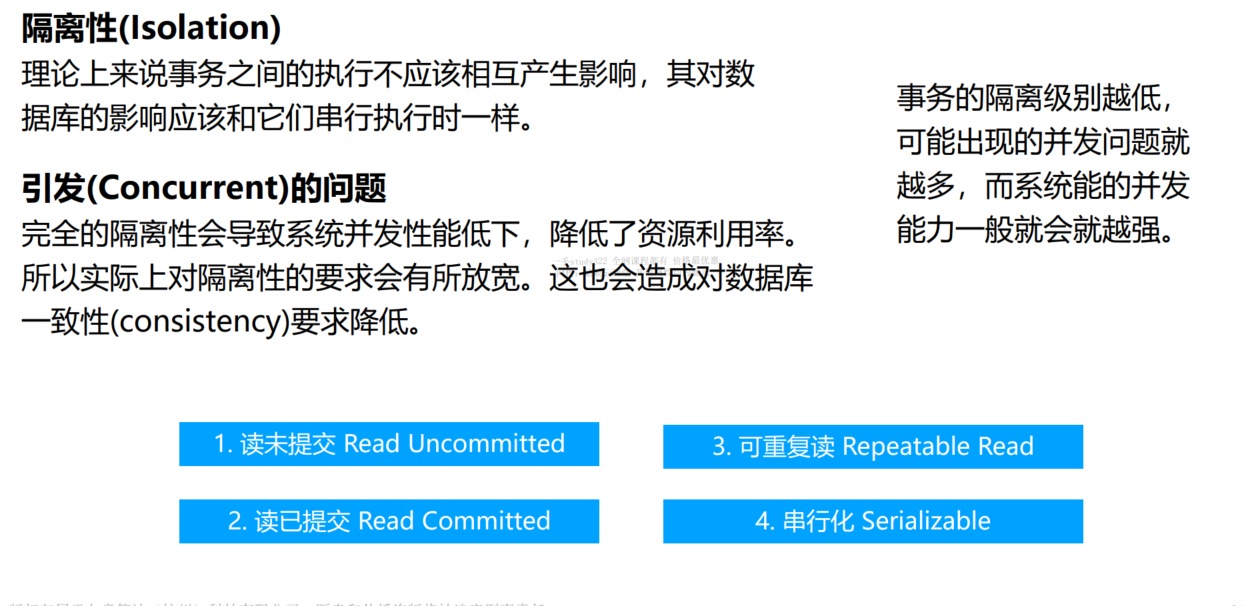 隔离性(Isolation)
理论上来说事务之间的执行不应该相互产生影响，其对数
据库的影响应该和它们串行执行时一样。
引发(Concurrent)的问题
完全的隔离性会导致系统并发性能低下，降低了资源利用率。
所以实际上对隔离性的要求会有所放宽。这也会造成对数据库
一致性(consistency)要求降低。
事务的隔离级别越低，
可能出现的并发问题就
越多，而系统能的并发
能力一般就会就越强。
1. 读未提交 Read Uncommitted
3. 可重复读 Repeatable Read
2. 读已提交 Read Committed
4. 串行化 Serializable